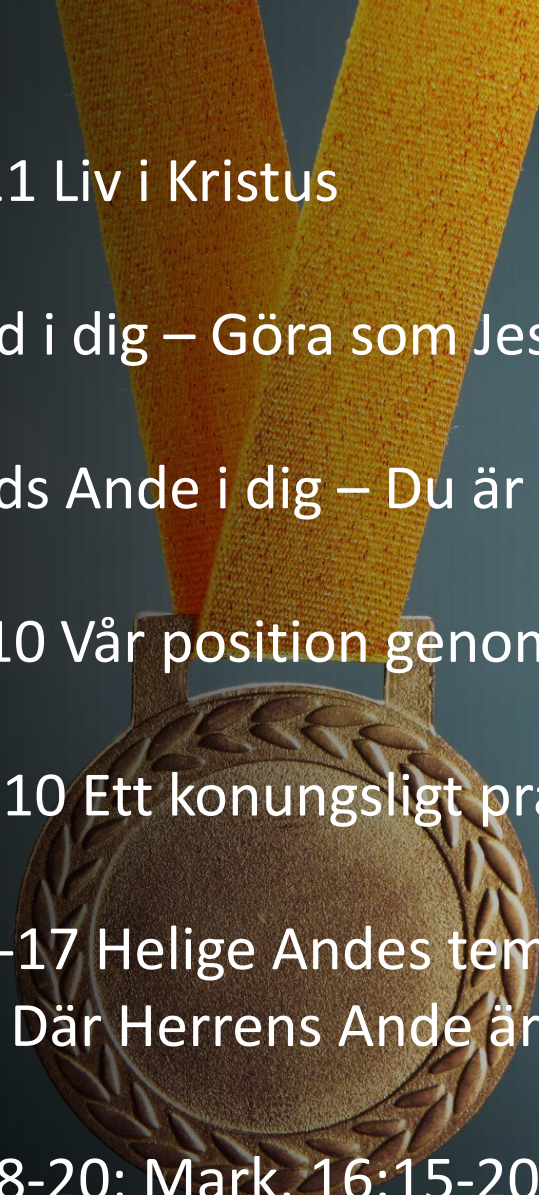 11 Liv i Kristus
d i dig – Göra som Jes
ds Ande i dig – Du är
10 Vår position genom
10 Ett konungsligt pra
-17 Helige Andes tem
Där Herrens Ande är
8-20; Mark. 16:15-20